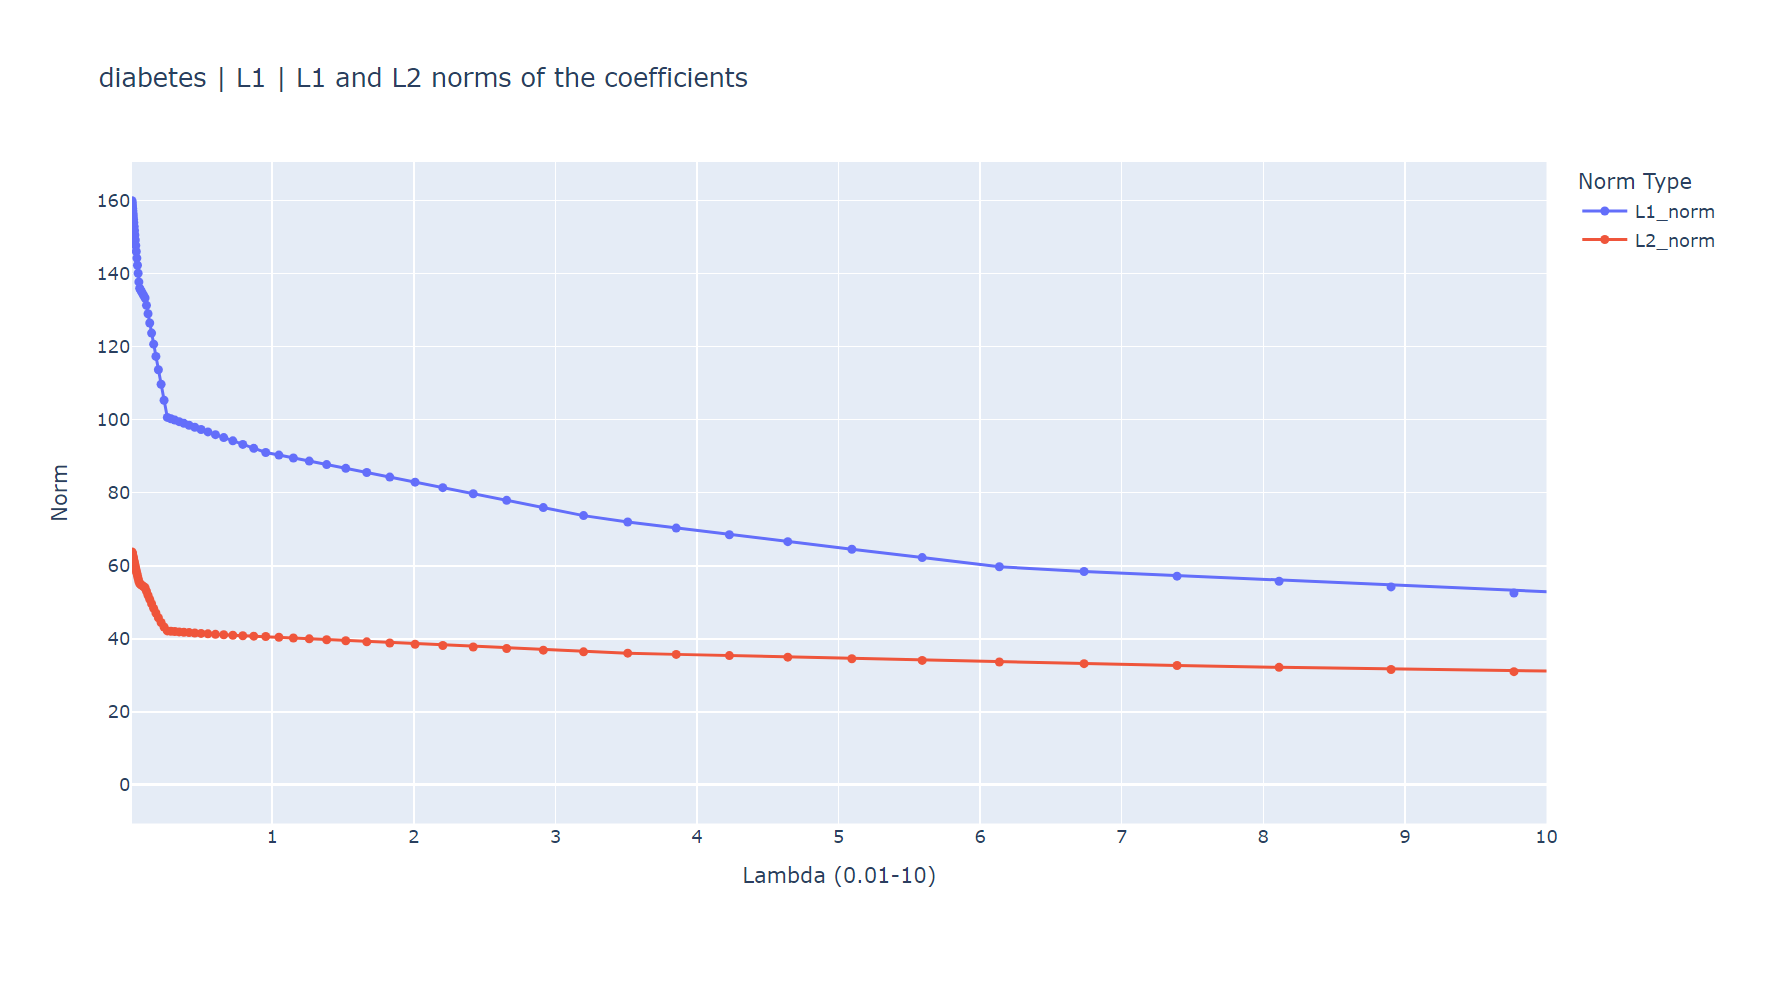 diabetes | L1 | L1 and L2 norms of the coefficients
Norm Type
L1_norm
L2_norm
160
140
120
100
80
60
40
20
0
Norm
1 2 3 4 5 6 7 8 9 10
Lambda (0.01-10)